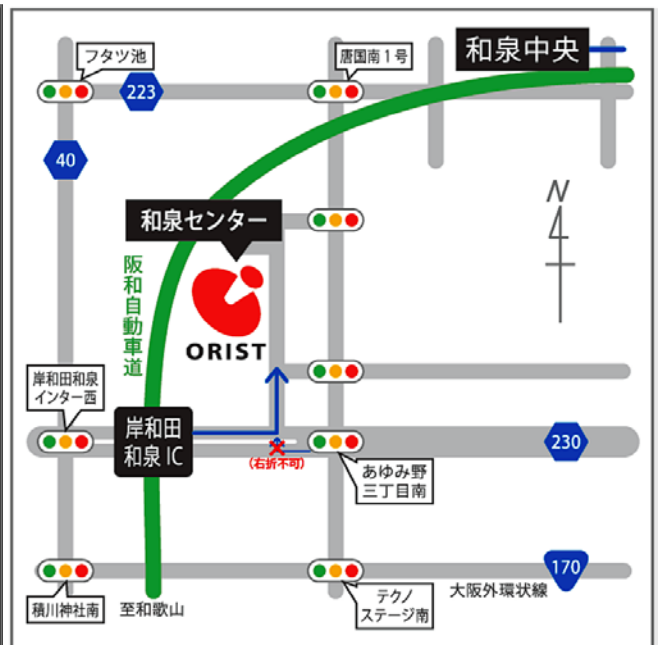 フタツ池
唐国南1号
和泉中央
223
40
N
和泉センター
阪和自動車道
ORIST
岸和田和泉
インター西
岸和田
和泉IC
(右折不可)
230
あゆみ野
三丁目南
170
大阪外環状線
積川神社南
至和歌山
テクノ
ステージ南